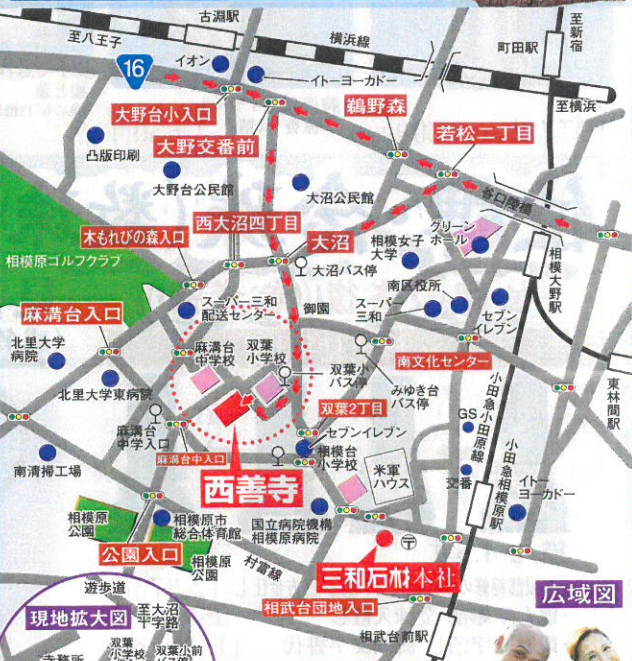 古淵駅
至八王子
横浜線
至新宿
町田駅
16
イオン
イトーヨーカドー
至横浜
大野台小入口
鵜野森
若松二丁目
大野交番前
凸版印刷
大野台公民館
大沼公民館
谷口陸橋
グリーン
ホール
西大沼四丁目
木もれびの森入口
大沼
相模女子
大学
相模大野駅
相模原ゴルフクラブ
大沼バス停
南区役所
スーパー三和
配送センター
御園
スーパー
三和
セブン
イレブン
麻溝台入口
北里大学
病院
麻溝台
中学校
双葉
小学校
双葉小
バス停
南文化センター
みゆき台
バス停
東林間駅
北里大学東病院
小田急小田原線
麻溝台
中学入口
双葉2丁目
GS
セブンイレブン
麻溝台中入口
相模台
小学校
米軍
ハウス
交番
小田急相模原駅
南清掃工場
西善寺
イトー
ヨーカドー
相模原
公園
相模原市
総合体育館
国立病院機構
相模原病院
公園入口
相模原
公園
村富線
三和石材本社
遊歩道
相武台団地入口
広域図
現地拡大図
至大沼
十字路
相武台前駅
双葉
小学校
双葉小前
寺務所